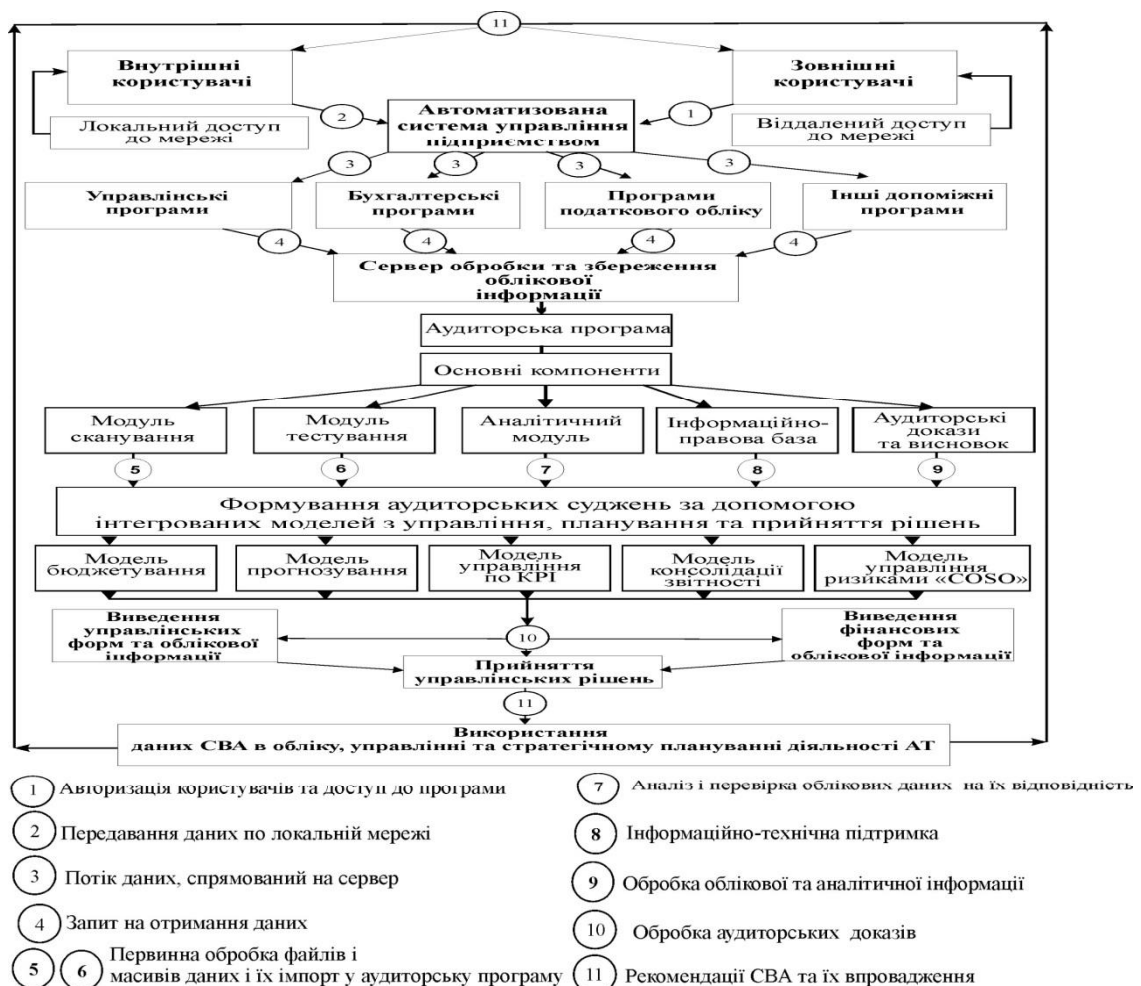 11
Внутрішні
користувачі
Зовнішні
користувачі
2
Автоматизована
система управління
підприємством
1
Локальний доступ
до мережі
Віддалений доступ
до мережі
3
3
3
3
Управлінські
програми
Бухгалтерські
програми
Програми
податкового обліку
Інші допоміжні
програми
4
4
4
4
Сервер обробки та збереження
облікової
інформації
Аудиторська програма
Основні компоненти
Модуль
сканування
Модуль
тестування
Аналітичний
модуль
Інформаційно-
правова база
Аудиторські
докази
та висновок
5
6
7
8
9
Формування аудиторських суджень за допомогою
інтегрованих моделей з управління, планування та прийняття рішень
Модель
бюджетування
Модель
прогнозування
Модель
управління
по KPI
Модель
консолідації
звітності
Модель
управління
ризиками «COSO»
Виведення
управлінських
форм та облікової
інформації
10
Виведення
фінансових
форм та
облікової інформації
Прийняття
управлінських рішень
11
Використання
даних СВА в обліку, управлінні та стратегічному плануванні діяльності АТ
1 Авторизація користувачів та доступ до програми
2 Передавання даних по локальній мережі
3 Потік даних, спрямований на сервер
4 Запит на отримання даних
5 6 Первинна обробка файлів і
масивів даних і їх імпорт у аудиторську програму
7 Аналіз і перевірка облікових даних на їх відповідність
8 Інформаційно-технічна підтримка
9 Обробка облікової та аналітичної інформації
10 Обробка аудиторських доказів
11 Рекомендації СВА та їх впровадження